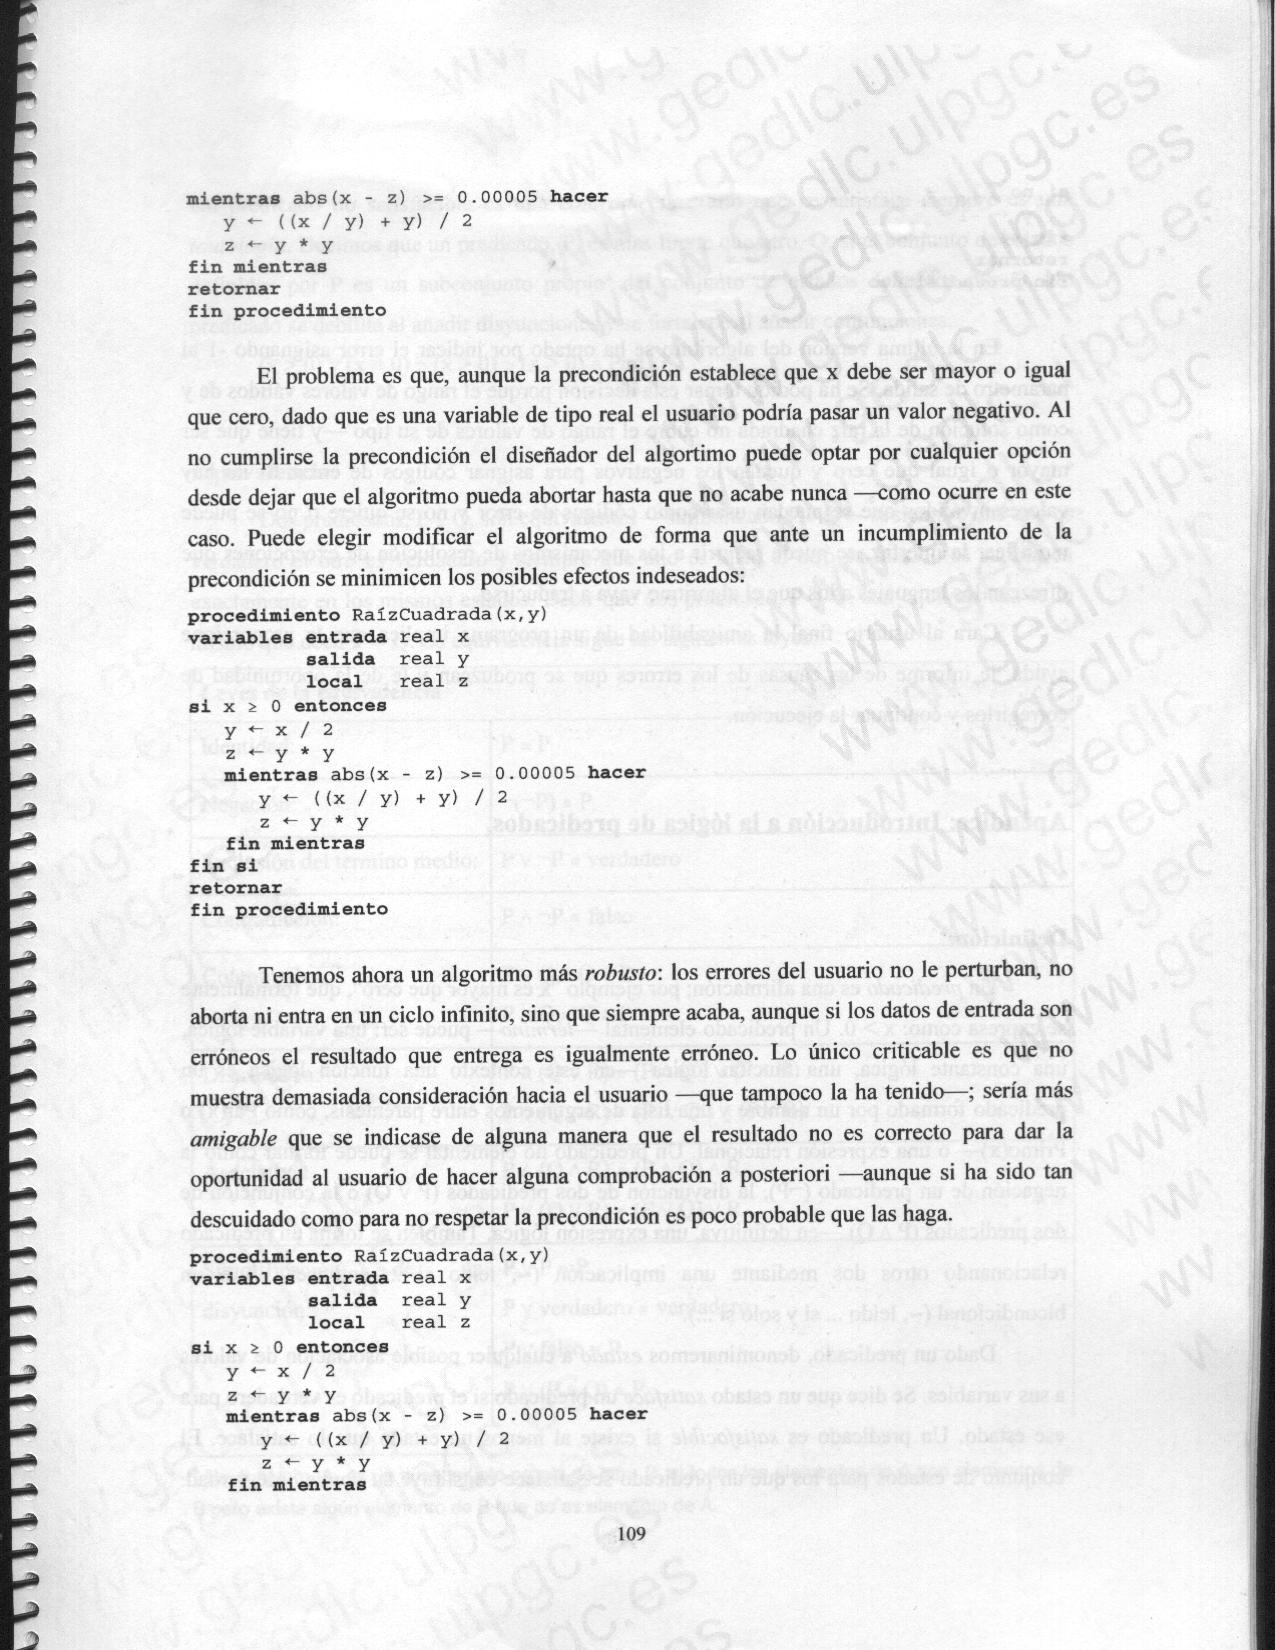 mientras abs(x - z) >= 0.00005 hacer
y ← ((x / y) + y) / 2
z ← y * y
fin mientras
retornar
fin procedimiento
El problema es que, aunque la precondición establece que x debe ser mayor o igual
que cero, dado que es una variable de tipo real el usuario podría pasar un valor negativo. Al
no cumplirse la precondición el diseñador del algortimo puede optar por cualquier opción
desde dejar que el algoritmo pueda abortar hasta que no acabe nunca —como ocurre en este
caso. Puede elegir modificar el algoritmo de forma que ante un incumplimiento de la
precondición se minimicen los posibles efectos indeseados:
procedimiento RaízCuadrada(x,y)
variables entrada real x
salida real y
local real z
si x ≥ 0 entonces
y ← x / 2
z ← y * y
mientras abs(x - z) >= 0.00005 hacer
y ← ((x / y) + y) / 2
z ← y * y
fin mientras
fin si
retornar
fin procedimiento
Tenemos ahora un algoritmo más robusto: los errores del usuario no le perturban, no
aborta ni entra en un ciclo infinito, sino que siempre acaba, aunque si los datos de entrada son
erróneos el resultado que entrega es igualmente erróneo. Lo único criticable es que no
muestra demasiada consideración hacia el usuario —que tampoco la ha tenido—; sería más
amigable que se indicase de alguna manera que el resultado no es correcto para dar la
oportunidad al usuario de hacer alguna comprobación a posteriori —aunque si ha sido tan
descuidado como para no respetar la precondición es poco probable que las haga.
procedimiento RaízCuadrada(x,y)
variables entrada real x
salida real y
local real z
si x ≥ 0 entonces
y ← x / 2
z ← y * y
mientras abs(x - z) >= 0.00005 hacer
y ← ((x / y) + y) / 2
z ← y * y
fin mientras
109